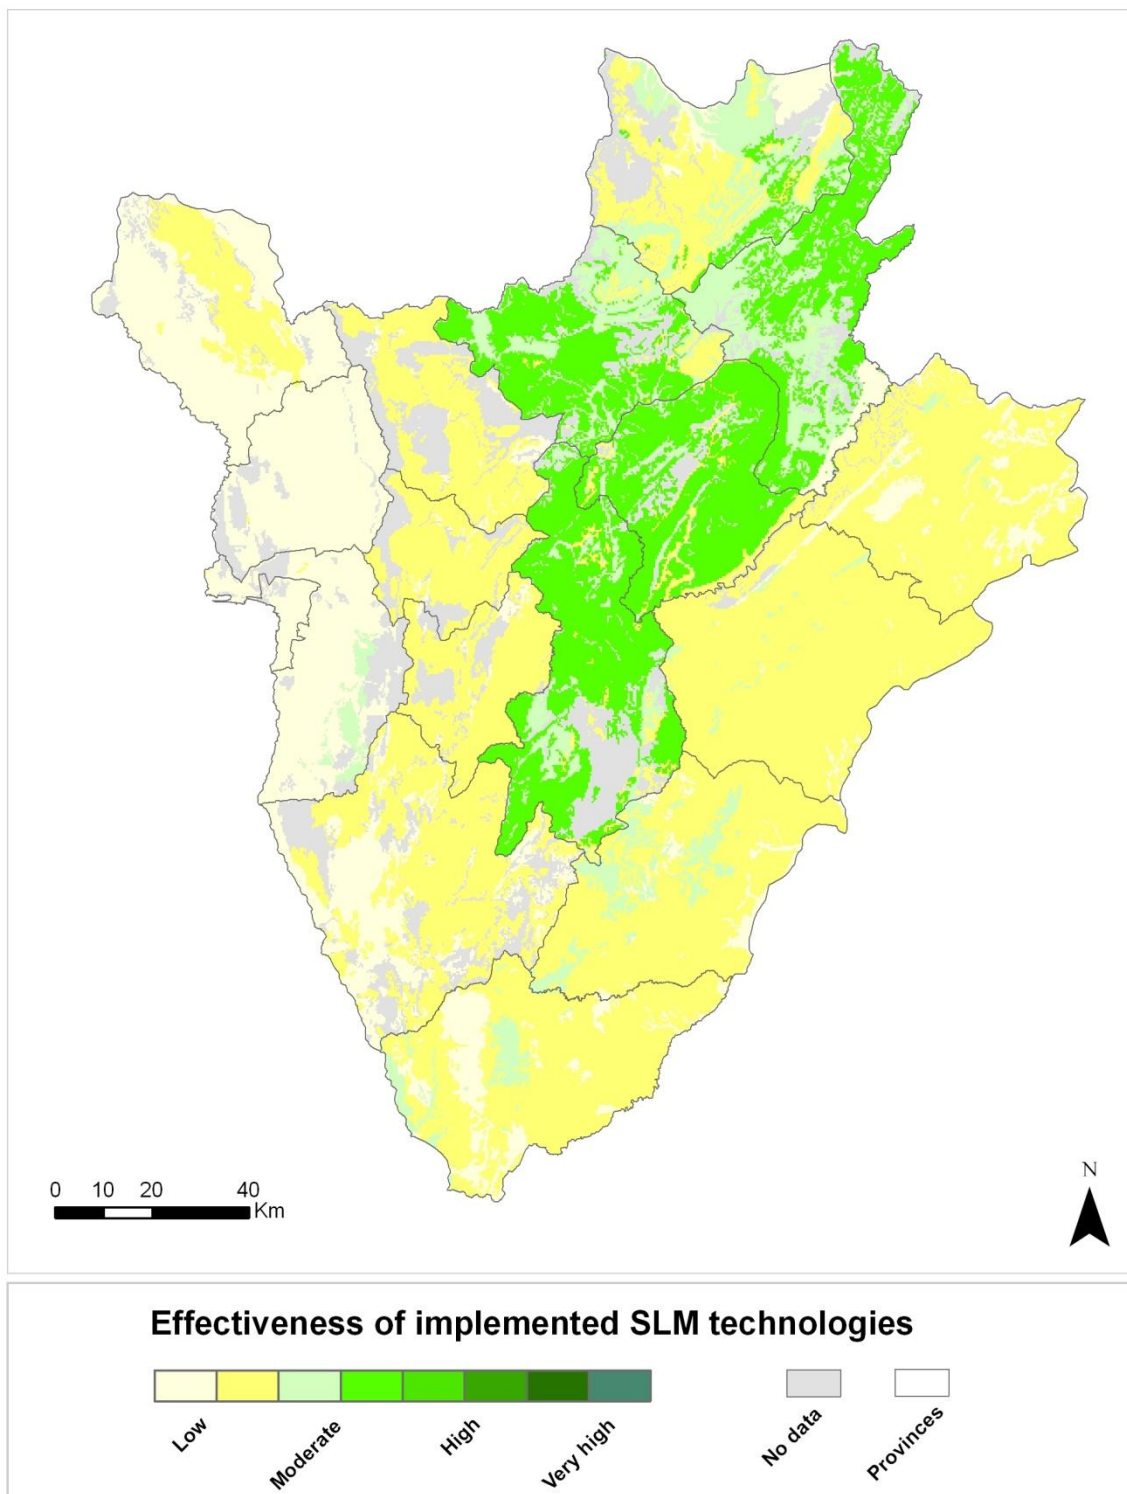 N
0 10 20 40
Km
Effectiveness of implemented SLM technologies
Low
Moderate
High
Very high
No data
Provinces